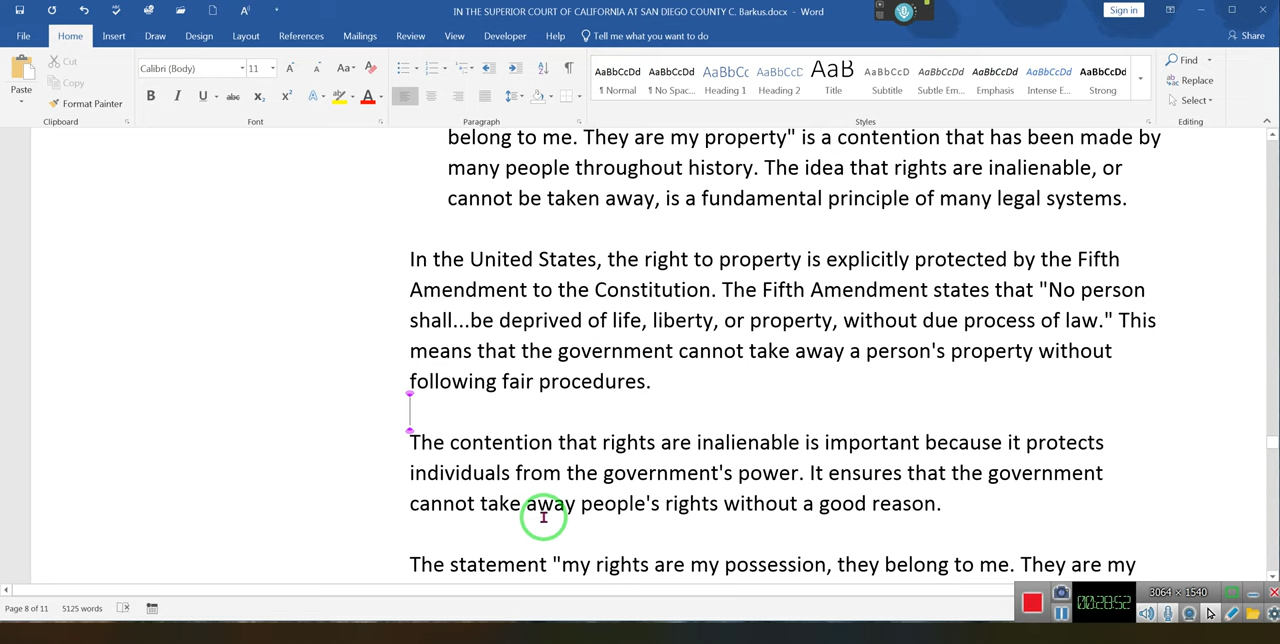 IN THE SUPERIOR COURT OF CALIFORNIA AT SAN DIEGO COUNTY C. Barkus.docx - Word
Sign in
File Home Insert Draw Design Layout References Mailings Review View Developer Help Tell me what you want to do Share
Paste
Cut
Copy
Format Painter
Clipboard
Calibri (Body) 11
Font
Paragraph
AaBbCcDd AaBbCcDd AaBbCc AaBbCcD AaB AaBbCcD AaBbCcDd AaBbCcDd AaBbCcDd AaBbCcDd
¶ Normal ¶ No Spac... Heading 1 Heading 2 Title Subtitle Subtle Em... Emphasis Intense E... Strong
Styles
Find
Replace
Select
Editing
belong to me. They are my property" is a contention that has been made by
many people throughout history. The idea that rights are inalienable, or
cannot be taken away, is a fundamental principle of many legal systems.
In the United States, the right to property is explicitly protected by the Fifth
Amendment to the Constitution. The Fifth Amendment states that "No person
shall...be deprived of life, liberty, or property, without due process of law." This
means that the government cannot take away a person's property without
following fair procedures.
The contention that rights are inalienable is important because it protects
individuals from the government's power. It ensures that the government
cannot take away people's rights without a good reason.
The statement "my rights are my possession, they belong to me. They are my
Page 8 of 11 5125 words
00:28:52
3064 × 1540